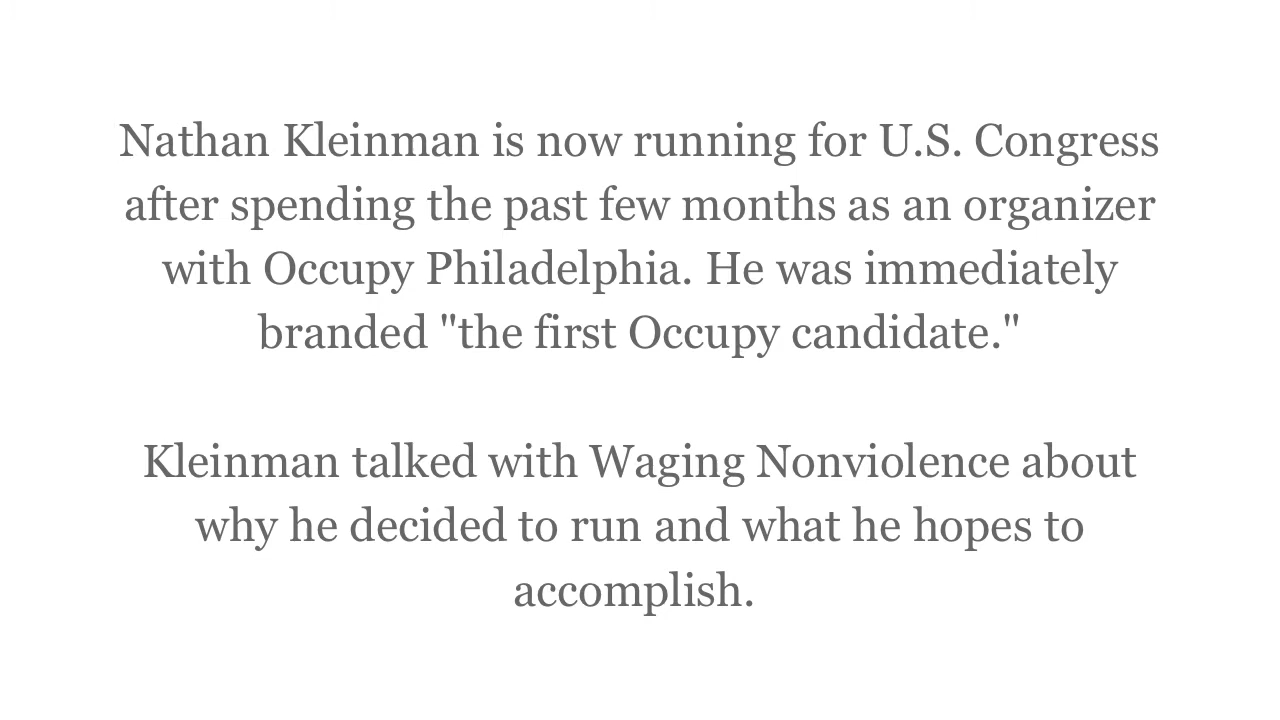 Nathan Kleinman is now running for U.S. Congress
after spending the past few months as an organizer
with Occupy Philadelphia. He was immediately
branded "the first Occupy candidate."
Kleinman talked with Waging Nonviolence about
why he decided to run and what he hopes to
accomplish.